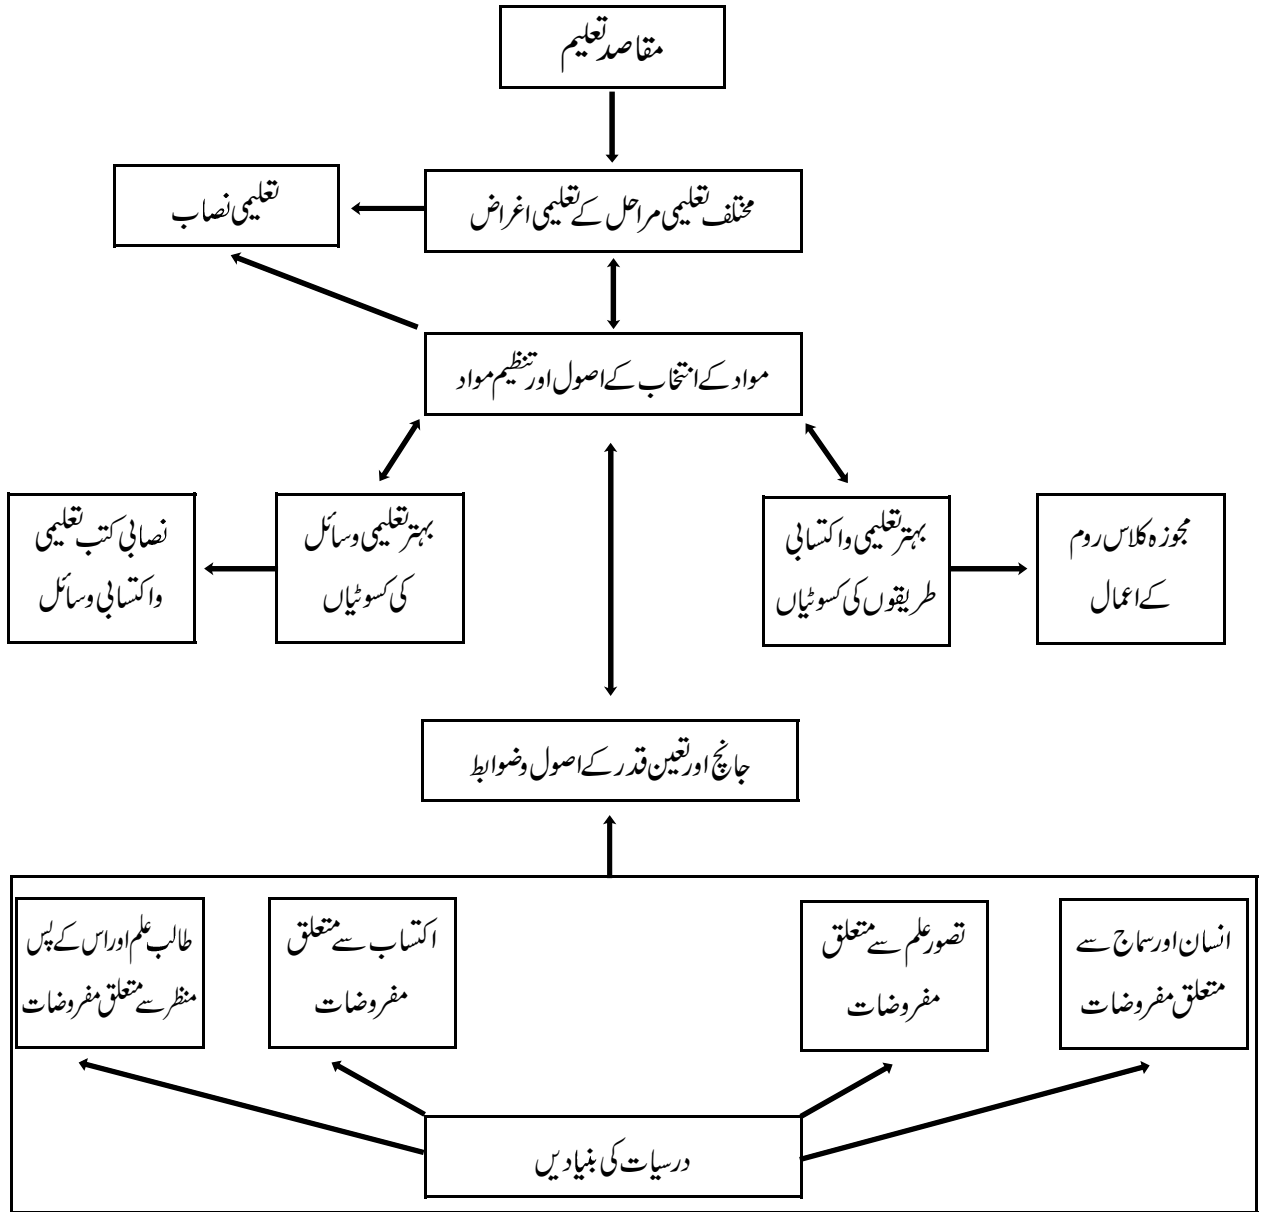 مقاصد تعلیم
مختلف تعلیمی مراحل کے تعلیمی اغراض
تعلیمی نصاب
مواد کے انتخاب کے اصول اور تنظیم مواد
مجوزہ کلاس روم
کے اعمال
بہتر تعلیمی و اکتسابی
طریقوں کی کسوٹیاں
بہتر تعلیمی وسائل
کی کسوٹیاں
نصابی کتب تعلیمی
و اکتسابی وسائل
جانچ اور تعین قدر کے اصول و ضوابط
انسان اور سماج سے
متعلق مفروضات
تصور علم سے متعلق
مفروضات
اکتساب سے متعلق
مفروضات
طالب علم اور اس کے پس
منظر سے متعلق مفروضات
درسیات کی بنیادیں